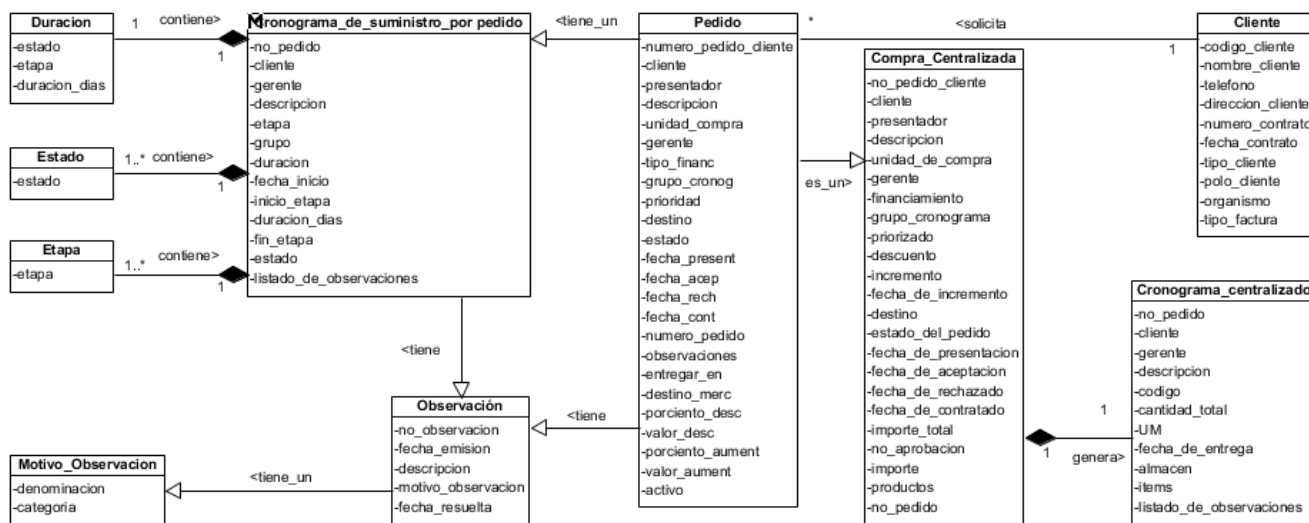 Duracion
-estado
-etapa
-duracion_dias
1
contiene>
1
Estado
-estado
1..*
contiene>
1
Etapa
-etapa
1..*
contiene>
1
Cronograma_de_suministro_por pedido
-no_pedido
-cliente
-gerente
-descripcion
-etapa
-grupo
-duracion
-fecha_inicio
-inicio_etapa
-duracion_dias
-fin_etapa
-estado
-listado_de_observaciones
<tiene_un
Pedido
-numero_pedido_cliente
-cliente
-presentador
-descripcion
-unidad_compra
-gerente
-tipo_financ
-grupo_cronog
-prioridad
-destino
-estado
-fecha_present
-fecha_acep
-fecha_rech
-fecha_cont
-numero_pedido
-observaciones
-entregar_en
-destino_merc
-porciento_desc
-valor_desc
-porciento_aument
-valor_aument
-activo
*
<solicita
1
Cliente
-codigo_cliente
-nombre_cliente
-telefono
-direccion_cliente
-numero_contrato
-fecha_contrato
-tipo_cliente
-polo_cliente
-organismo
-tipo_factura
es_un>
Compra_Centralizada
-no_pedido_cliente
-cliente
-presentador
-descripcion
-unidad_de_compra
-gerente
-financiamiento
-grupo_cronograma
-priorizado
-descuento
-incremento
-fecha_de_incremento
-destino
-estado_del_pedido
-fecha_de_presentacion
-fecha_de_aceptacion
-fecha_de_rechazado
-fecha_de_contratado
-importe_total
-no_aprobacion
-importe
-productos
-no_pedido
1
1
genera>
Cronograma_centralizado
-no_pedido
-cliente
-gerente
-descripcion
-codigo
-cantidad_total
-UM
-fecha_de_entrega
-almacen
-items
-listado_de_observaciones
<tiene
<tiene
Observación
-no_observacion
-fecha_emision
-descripcion
-motivo_observacion
-fecha_resuelta
<tiene_un
Motivo_Observacion
-denominacion
-categoria